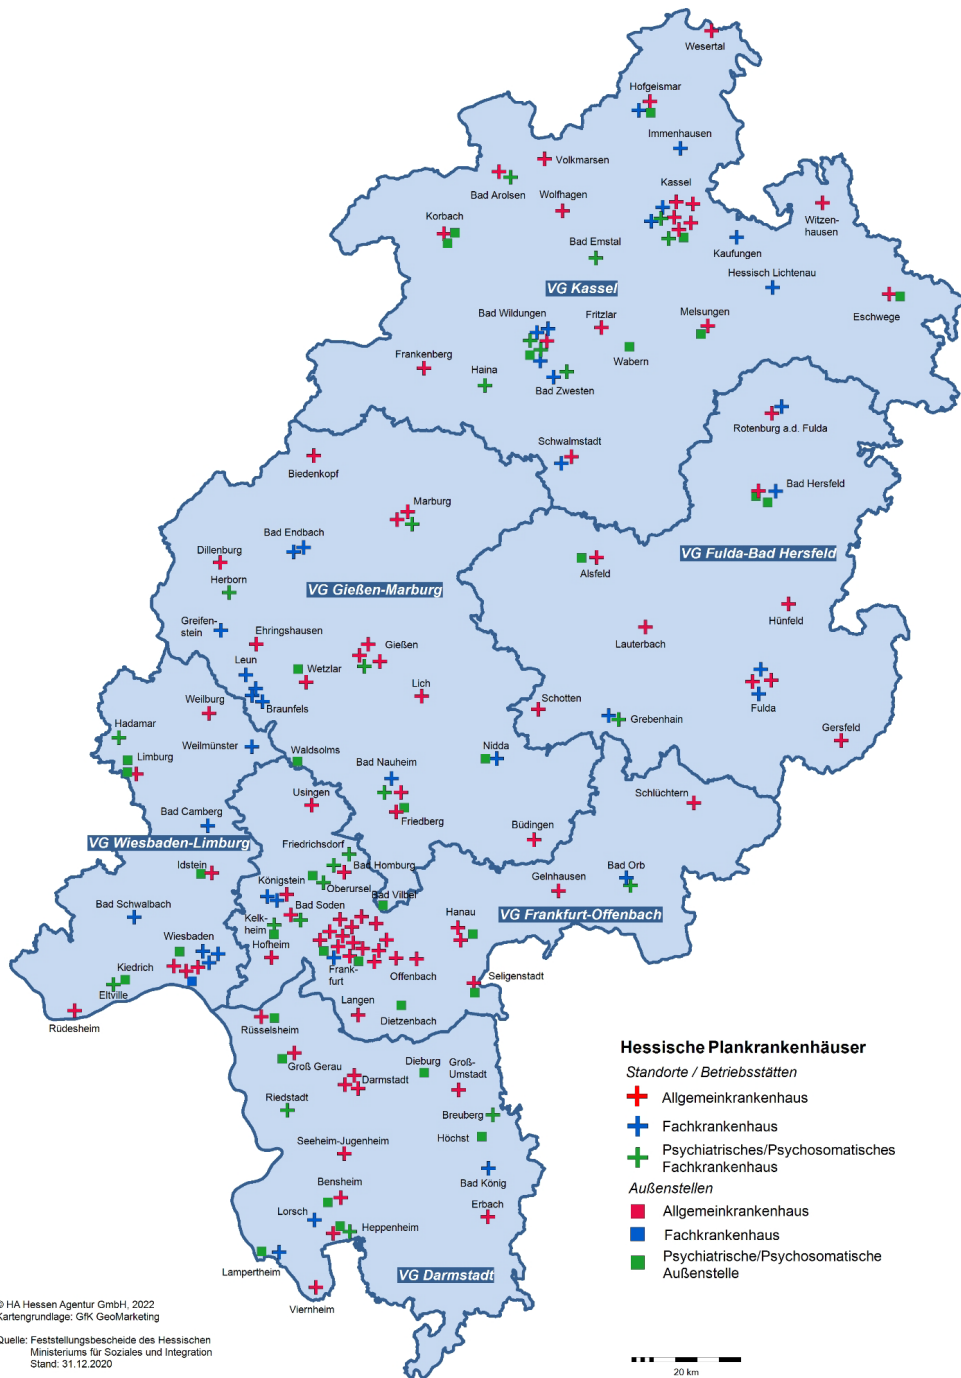 Wesertal
Hofgeismar
Immenhausen
Volkmarsen
Kassel
Bad Arolsen
Wolfhagen
Witzen-
hausen
Korbach
Bad Emstal
Kaufungen
Hessisch Lichtenau
VG Kassel
Eschwege
Bad Wildungen
Fritzlar
Melsungen
Wabern
Frankenberg
Haina
Bad Zwesten
Rotenburg a.d. Fulda
Schwalmstadt
Biedenkopf
Bad Hersfeld
Marburg
Bad Endbach
Dillenburg
VG Fulda-Bad Hersfeld
Alsfeld
Herborn
VG Gießen-Marburg
Hünfeld
Greifen-
stein
Ehringshausen
Gießen
Lauterbach
Leun
Wetzlar
Lich
Weilburg
Braunfels
Schotten
Fulda
Grebenhain
Hadamar
Gersfeld
Weilmünster
Waldsolms
Nidda
Limburg
Bad Nauheim
Usingen
Schlüchtern
Bad Camberg
Friedberg
Büdingen
VG Wiesbaden-Limburg
Friedrichsdorf
Bad Homburg
Idstein
Bad Orb
Königstein
Oberursel
Gelnhausen
Bad Vilbel
Bad Schwalbach
Bad Soden
Hanau
VG Frankfurt-Offenbach
Kelk-
heim
Wiesbaden
Hofheim
Kiedrich
Frank-
furt
Offenbach
Seligenstadt
Eltville
Langen
Dietzenbach
Rüdesheim
Rüsselsheim
Groß Gerau
Dieburg
Groß-
Umstadt
Darmstadt
Riedstadt
Breuberg
Höchst
Seeheim-Jugenheim
Bad König
Bensheim
Erbach
Lorsch
Heppenheim
Lampertheim
VG Darmstadt
Viernheim
Hessische Plankrankenhäuser
Standorte / Betriebsstätten
Allgemeinkrankenhaus
Fachkrankenhaus
Psychiatrisches/Psychosomatisches
Fachkrankenhaus
Außenstellen
Allgemeinkrankenhaus
Fachkrankenhaus
Psychiatrische/Psychosomatische
Außenstelle
© HA Hessen Agentur GmbH, 2022
Kartengrundlage: GfK GeoMarketing
Quelle: Feststellungsbescheide des Hessischen
Ministeriums für Soziales und Integration
Stand: 31.12.2020
20 km